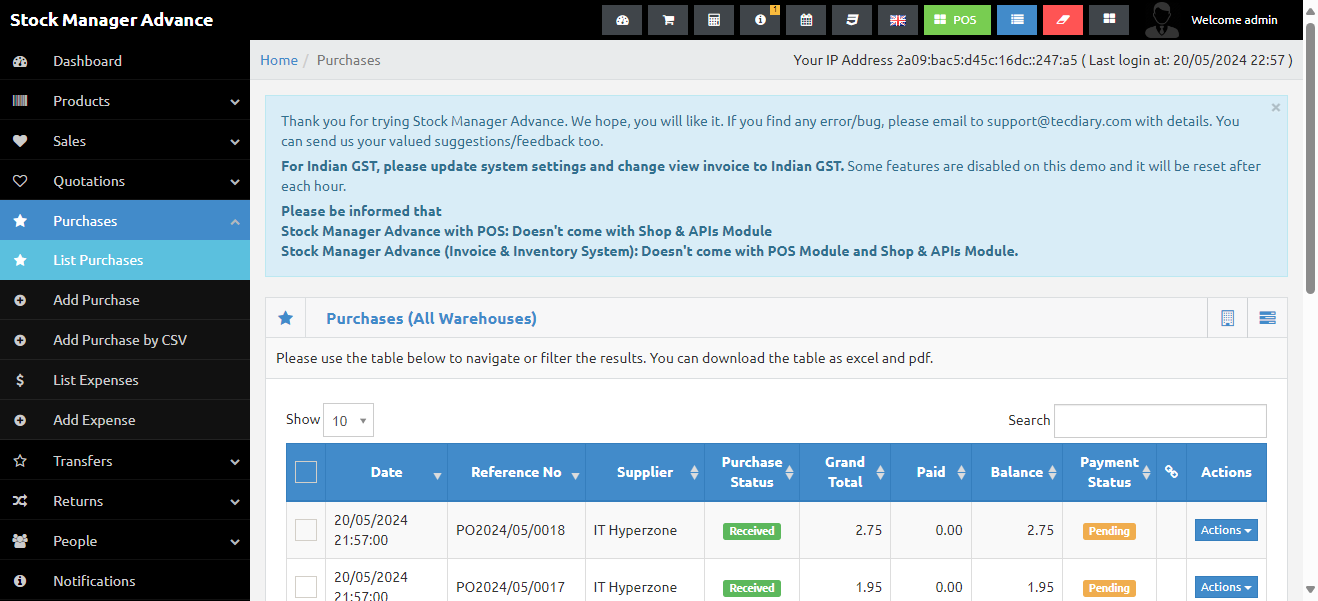 Stock Manager Advance
1
POS
Welcome admin
Dashboard
Products
Sales
Quotations
Purchases
List Purchases
Add Purchase
Add Purchase by CSV
List Expenses
Add Expense
Transfers
Returns
People
Notifications
Home / Purchases
Your IP Address 2a09:bac5:d45c:16dc::247:a5 ( Last login at: 20/05/2024 22:57 )
×
Thank you for trying Stock Manager Advance. We hope, you will like it. If you find any error/bug, please email to support@tecdiary.com with details. You
can send us your valued suggestions/feedback too.
For Indian GST, please update system settings and change view invoice to Indian GST. Some features are disabled on this demo and it will be reset after
each hour.
Please be informed that
Stock Manager Advance with POS: Doesn't come with Shop & APIs Module
Stock Manager Advance (Invoice & Inventory System): Doesn't come with POS Module and Shop & APIs Module.
Purchases (All Warehouses)
Please use the table below to navigate or filter the results. You can download the table as excel and pdf.
Show 10
Search
Date Reference No Supplier Purchase Status Grand Total Paid Balance Payment Status Actions
20/05/2024 21:57:00 PO2024/05/0018 IT Hyperzone Received 2.75 0.00 2.75 Pending Actions
20/05/2024 21:57:00 PO2024/05/0017 IT Hyperzone Received 1.95 0.00 1.95 Pending Actions